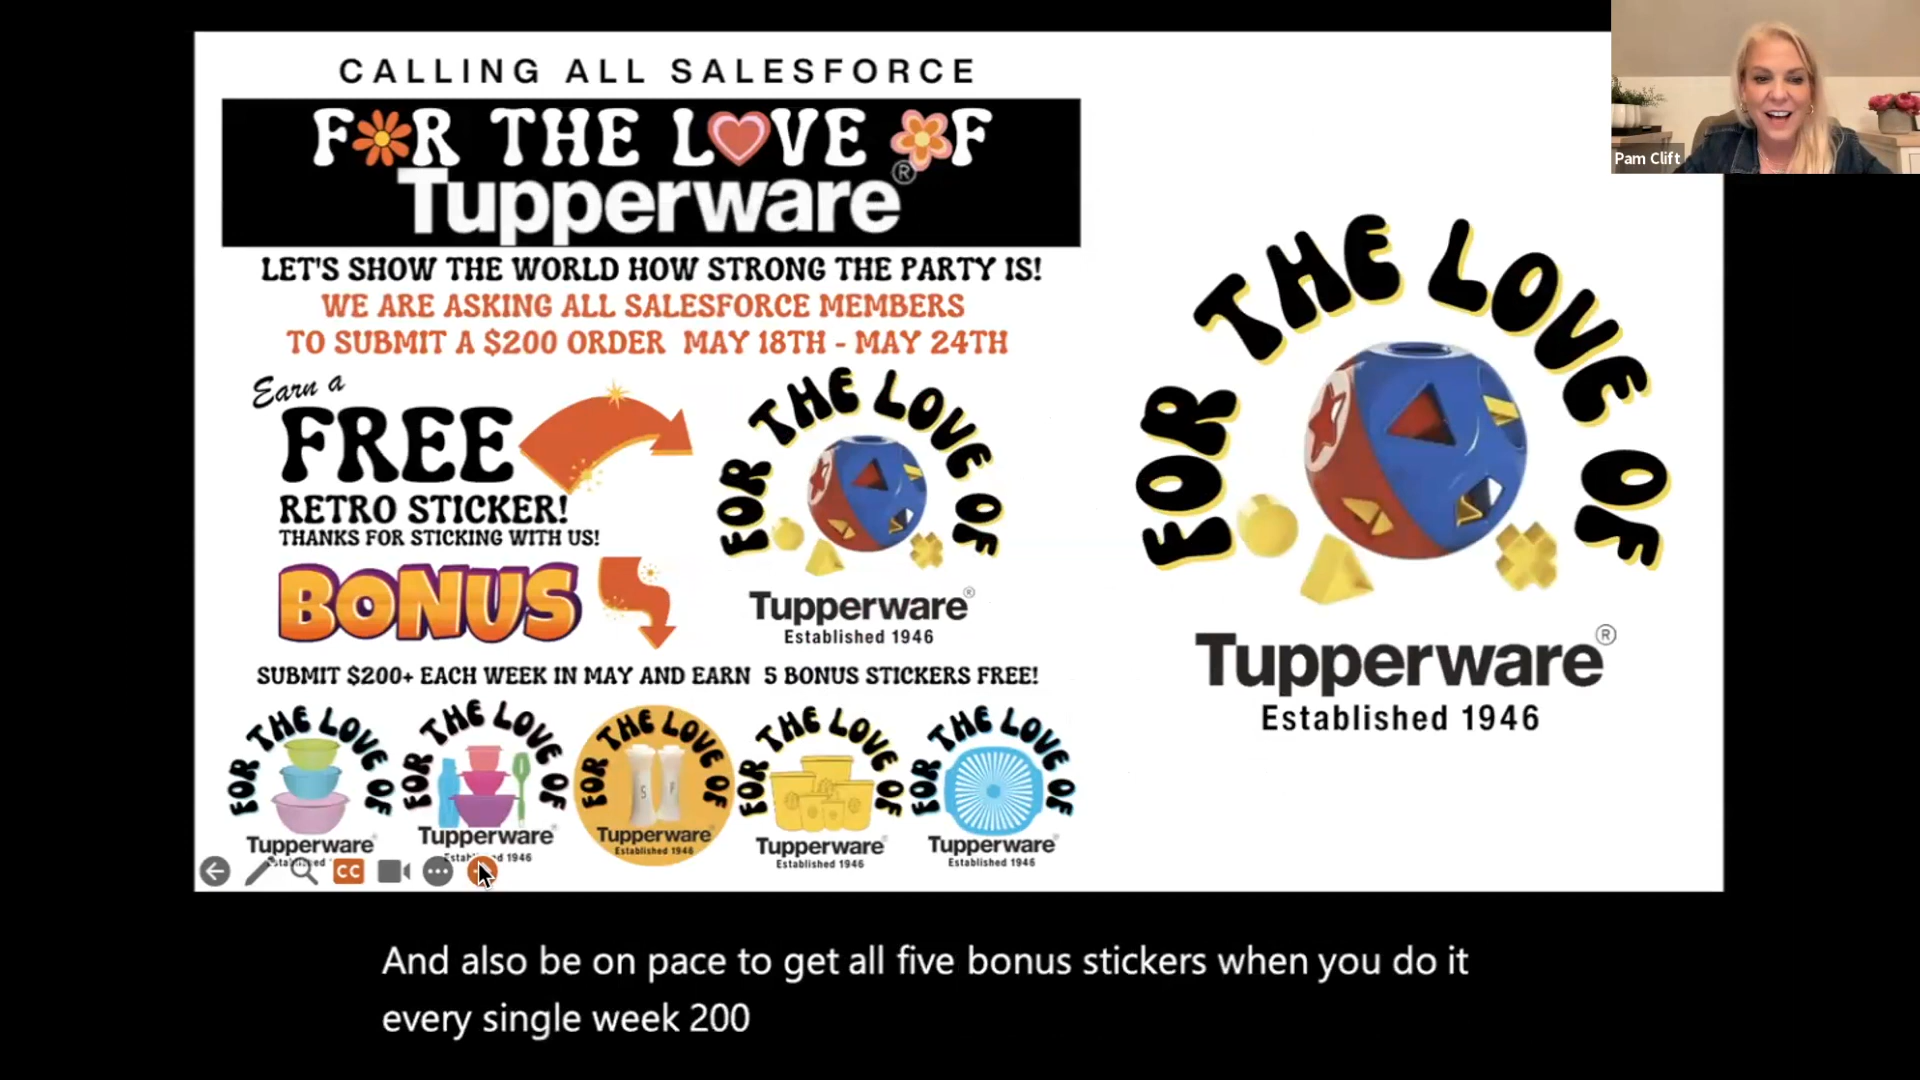 CALLING ALL SALESFORCE
FOR THE LOVE OF
Tupperware®
LET'S SHOW THE WORLD HOW STRONG THE PARTY IS!
WE ARE ASKING ALL SALESFORCE MEMBERS
TO SUBMIT A $200 ORDER MAY 18TH - MAY 24TH
Earn a
FREE
RETRO STICKER!
THANKS FOR STICKING WITH US!
FOR THE LOVE OF
Tupperware®
Established 1946
BONUS
SUBMIT $200+ EACH WEEK IN MAY AND EARN 5 BONUS STICKERS FREE!
FOR THE LOVE OF
Tupperware
FOR THE LOVE OF
Tupperware
1946
FOR THE LOVE OF
S P
Tupperware
Established 1946
FOR THE LOVE OF
Tupperware
Established 1946
FOR THE LOVE OF
Tupperware
Established 1946
CC
FOR THE LOVE OF
Tupperware®
Established 1946
Pam Clift
And also be on pace to get all five bonus stickers when you do it
every single week 200